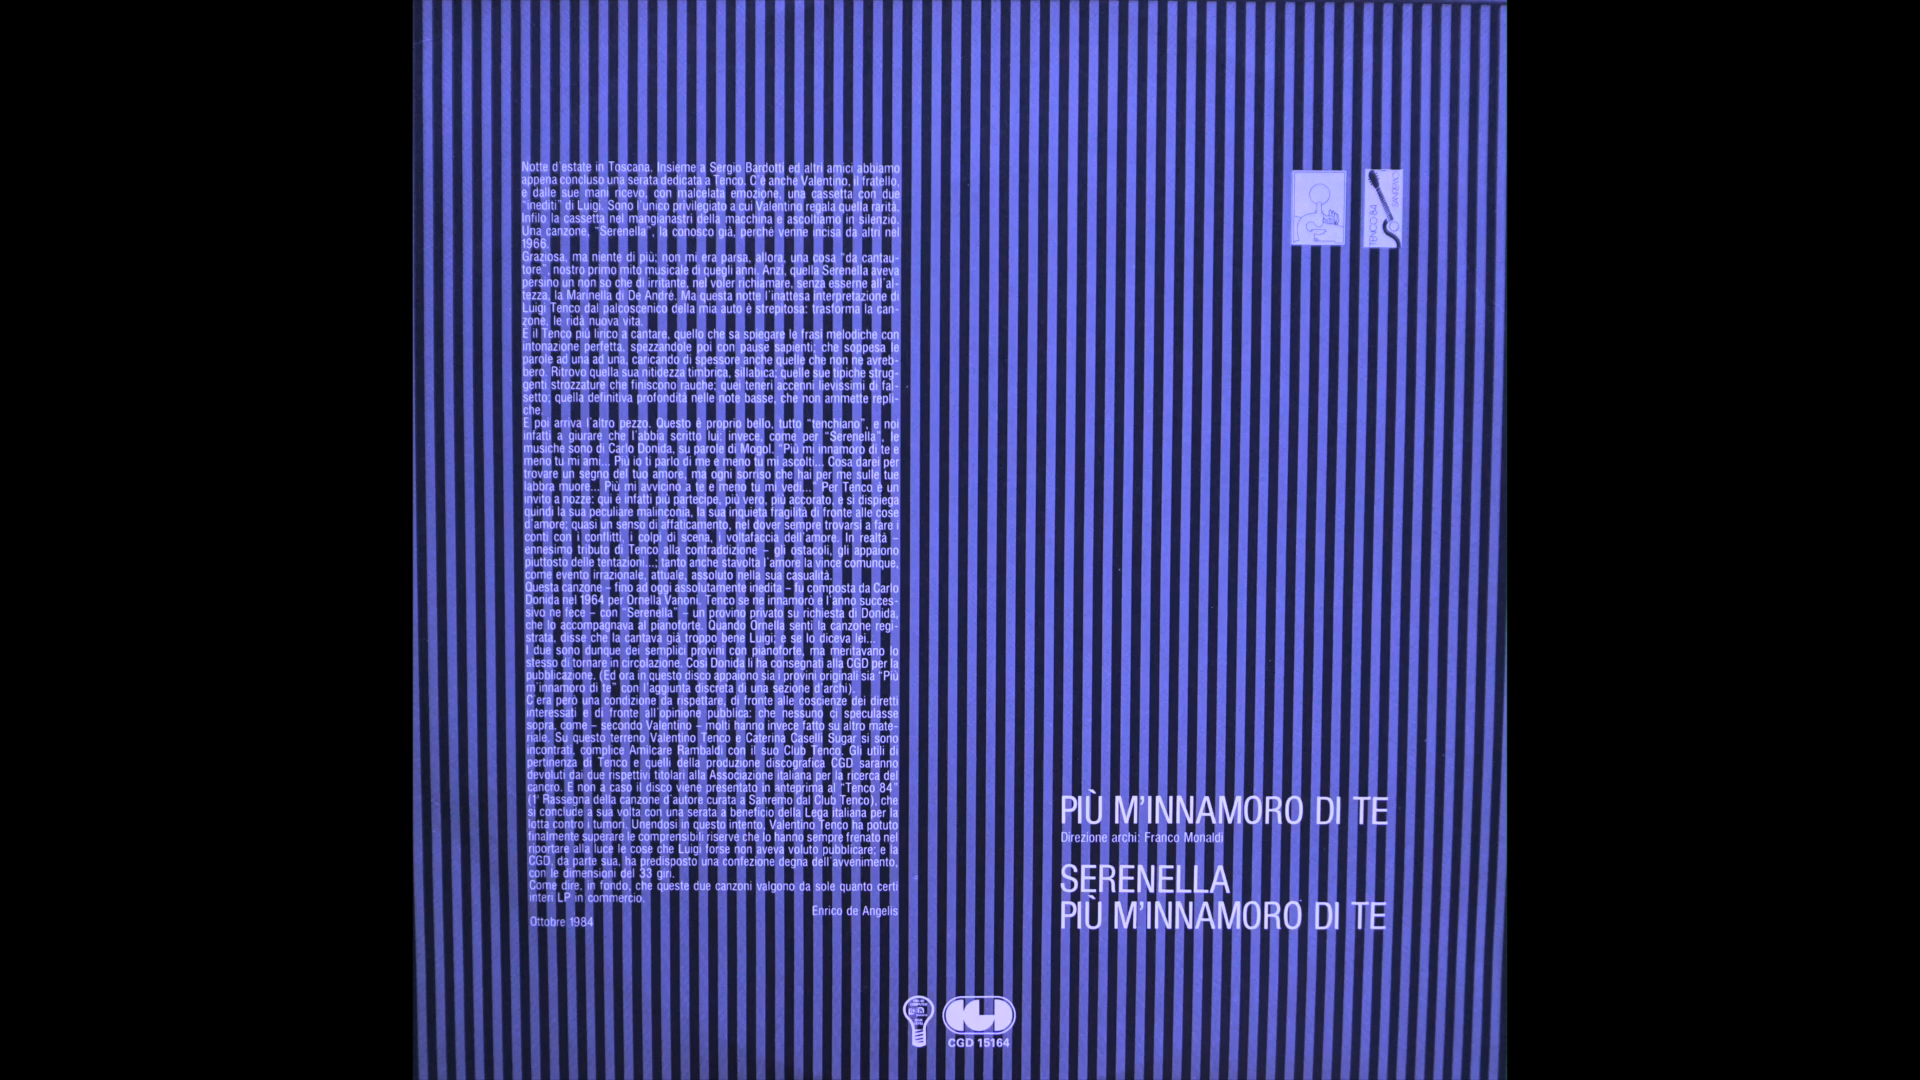 Notte d'estate in Toscana. Insieme a Sergio Bardotti ed altri amici abbiamo
appena concluso una serata dedicata a Tenco. C'è anche Valentino, il fratello,
e dalle sue mani ricevo, con malcelata emozione, una cassetta con due
“inediti” di Luigi. Sono l'unico privilegiato a cui Valentino regala quella rarità.
Infilo la cassetta nel mangianastri della macchina e ascoltiamo in silenzio.
Una canzone, “Serenella”, la conosco già, perchè venne incisa da altri nel
1966.
Graziosa, ma niente di più; non mi era parsa, allora, una cosa “da cantau-
tore”, nostro primo mito musicale di quegli anni. Anzi, quella Serenella aveva
persino un non so che di irritante, nel voler richiamare, senza esserne all'al-
tezza, la Marinella di De André. Ma questa notte l'inattesa interpretazione di
Luigi Tenco dal palcoscenico della mia auto è strepitosa: trasforma la can-
zone, le ridà nuova vita.
È il Tenco più lirico a cantare, quello che sa spiegare le frasi melodiche con
intonazione perfetta, spezzandole poi con pause sapienti; che soppesa le
parole ad una ad una, caricando di spessore anche quelle che non ne avreb-
bero. Ritrovo quella sua nitidezza timbrica, sillabica; quelle sue tipiche strug-
genti strozzature che finiscono rauche; quei teneri accenni lievissimi di fal-
setto; quella definitiva profondità nelle note basse, che non ammette repli-
che.
E poi arriva l'altro pezzo. Questo è proprio bello, tutto “tenchiano”, e noi
infatti a giurare che l'abbia scritto lui: invece, come per “Serenella”, le
musiche sono di Carlo Donida, su parole di Mogol. “Più mi innamoro di te e
meno tu mi ami... Più io ti parlo di me e meno tu mi ascolti... Cosa darei per
trovare un segno del tuo amore, ma ogni sorriso che hai per me sulle tue
labbra muore... Più mi avvicino a te e meno tu mi vedi...” Per Tenco è un
invito a nozze; qui è infatti più partecipe, più vero, più accorato, e si dispiega
quindi la sua peculiare malinconia, la sua inquieta fragilità di fronte alle cose
d'amore; quasi un senso di affaticamento, nel dover sempre trovarsi a fare i
conti con i conflitti, i colpi di scena, i voltafaccia dell'amore. In realtà –
ennesimo tributo di Tenco alla contraddizione – gli ostacoli, gli appaiono
piuttosto delle tentazioni...; tanto anche stavolta l'amore la vince comunque,
come evento irrazionale, attuale, assoluto nella sua casualità.
Questa canzone – fino ad oggi assolutamente inedita – fu composta da Carlo
Donida nel 1964 per Ornella Vanoni. Tenco se ne innamorò e l'anno succes-
sivo ne fece – con “Serenella” – un provino privato su richiesta di Donida,
che lo accompagnava al pianoforte. Quando Ornella sentì la canzone regi-
strata, disse che la cantava già troppo bene Luigi; e se lo diceva lei...
I due sono dunque dei semplici provini con pianoforte, ma meritavano lo
stesso di tornare in circolazione. Così Donida li ha consegnati alla CGD per la
pubblicazione. (Ed ora in questo disco appaiono sia i provini originali sia “Più
m'innamoro di te” con l'aggiunta discreta di una sezione d'archi).
C'era però una condizione da rispettare, di fronte alle coscienze dei diretti
interessati e di fronte all'opinione pubblica: che nessuno ci speculasse
sopra, come – secondo Valentino – molti hanno invece fatto su altro mate-
riale. Su questo terreno Valentino Tenco e Caterina Caselli Sugar si sono
incontrati, complice Amilcare Rambaldi con il suo Club Tenco. Gli utili di
pertinenza di Tenco e quelli della produzione discografica CGD saranno
devoluti dai due rispettivi titolari alla Associazione italiana per la ricerca del
cancro. E non a caso il disco viene presentato in anteprima al “Tenco 84”
(1ª Rassegna della canzone d'autore curata a Sanremo dal Club Tenco), che
si conclude a sua volta con una serata a beneficio della Lega italiana per la
lotta contro i tumori. Unendosi in questo intento, Valentino Tenco ha potuto
finalmente superare le comprensibili riserve che lo hanno sempre frenato nel
riportare alla luce le cose che Luigi forse non aveva voluto pubblicare; e la
CGD, da parte sua, ha predisposto una confezione degna dell'avvenimento,
con le dimensioni del 33 giri.
Come dire, in fondo, che queste due canzoni valgono da sole quanto certi
interi LP in commercio.
Enrico de Angelis
Ottobre 1984
PIÙ M'INNAMORO DI TE
Direzione archi: Franco Monaldi
SERENELLA
PIÙ M'INNAMORO DI TE
CGD 15164